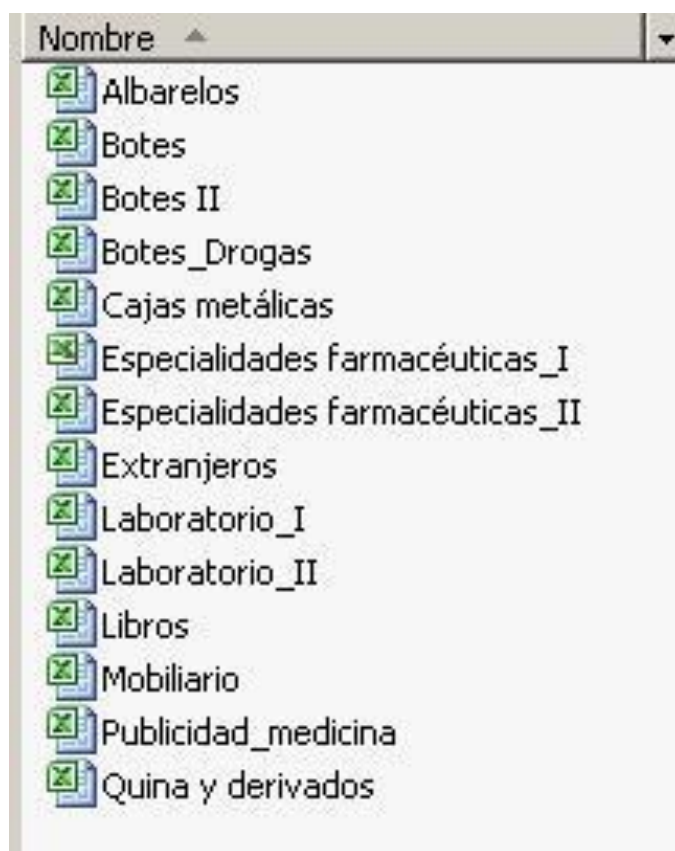 Nombre
Albarelos
Botes
Botes II
Botes_Drogas
Cajas metálicas
Especialidades farmacéuticas_I
Especialidades farmacéuticas_II
Extranjeros
Laboratorio_I
Laboratorio_II
Libros
Mobiliario
Publicidad_medicina
Quina y derivados